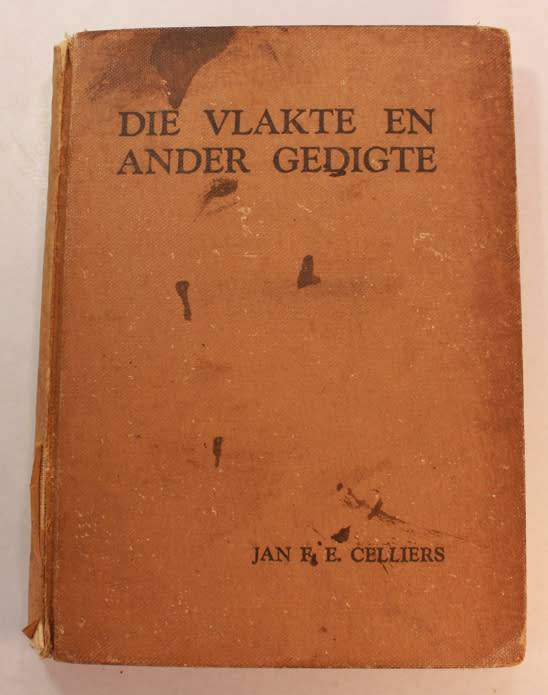 DIE VLAKTE EN
ANDER GEDIGTE
JAN F. E. CELLIERS